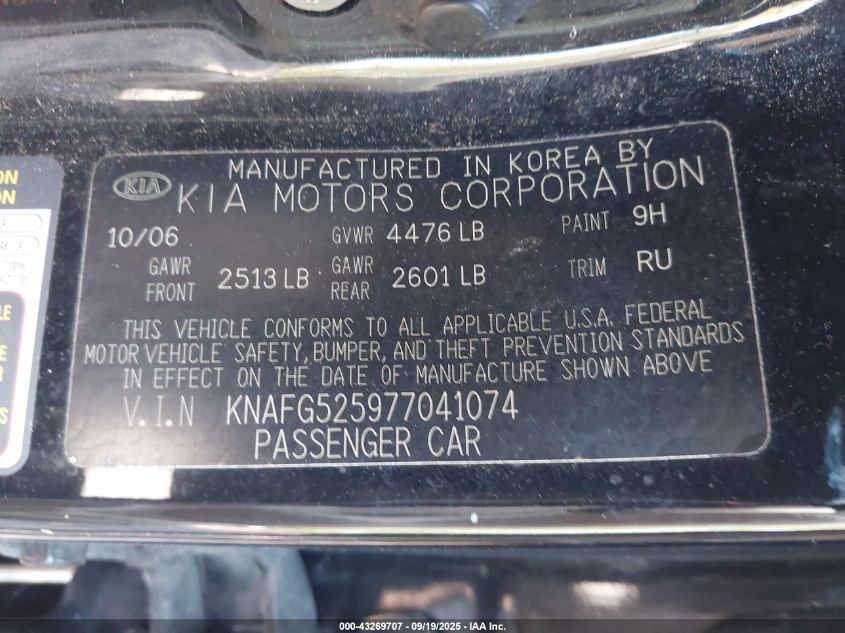 MANUFACTURED IN KOREA BY
KIA
KIA MOTORS CORPORATION
10/06 GVWR 4476 LB PAINT 9H
GAWR FRONT 2513 LB GAWR REAR 2601 LB TRIM RU
THIS VEHICLE CONFORMS TO ALL APPLICABLE U.S.A. FEDERAL
MOTOR VEHICLE SAFETY, BUMPER, AND THEFT PREVENTION STANDARDS
IN EFFECT ON THE DATE OF MANUFACTURE SHOWN ABOVE
V.I.N KNAFG525977041074
PASSENGER CAR
ON
ON
000-43269707 - 09/19/2025 - IAA, Inc.